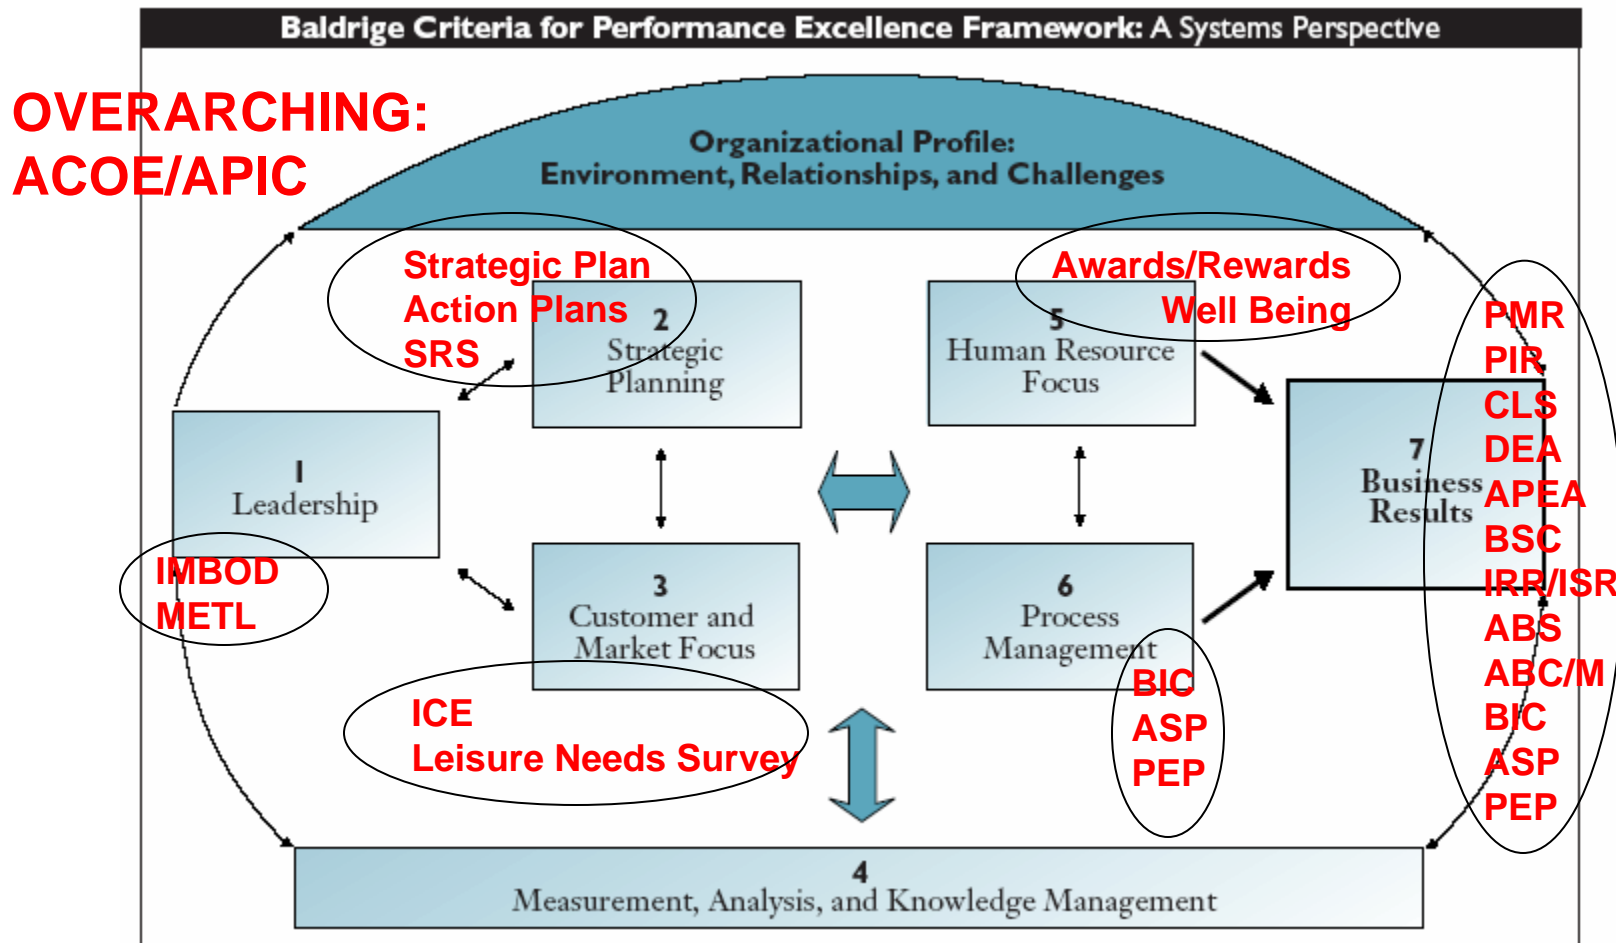 Baldrige Criteria for Performance Excellence Framework: A Systems Perspective
OVERARCHING:
ACOE/APIC
Organizational Profile:
Environment, Relationships, and Challenges
Strategic Plan
Action Plans
SRS
2
Strategic
Planning
Awards/Rewards
Well Being
5
Human Resource
Focus
1
Leadership
IMBOD
METL
3
Customer and
Market Focus
ICE
Leisure Needs Survey
6
Process
Management
BIC
ASP
PEP
7
Business
Results
PMR
PIR
CLS
DEA
APEA
BSC
IRR/ISR
ABS
ABC/M
BIC
ASP
PEP
4
Measurement, Analysis, and Knowledge Management